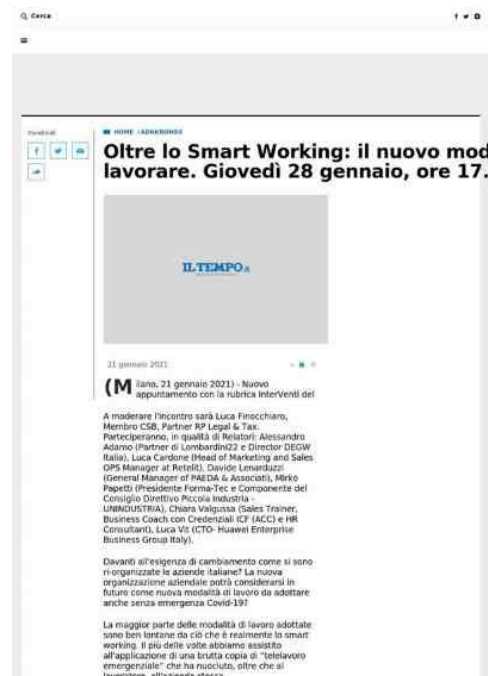 Cerca
Condividi:
HOME / ADNKRONOS
Oltre lo Smart Working: il nuovo mod
lavorare. Giovedì 28 gennaio, ore 17.
IL TEMPO.it
21 gennaio 2021
(Milano, 21 gennaio 2021) - Nuovo
appuntamento con la rubrica InterVenti del
A moderare l'incontro sarà Luca Finocchiaro,
Membro CSB, Partner RP Legal & Tax.
Parteciperanno, in qualità di Relatori: Alessandro
Adamo (Partner di Lombardini22 e Director DEGW
Italia), Luca Cardone (Head of Marketing and Sales
OPS Manager at Retelit), Davide Lenarduzzi
(General Manager of PAEDA & Associati), Mirko
Papetti (Presidente Forma-Tec e Componente del
Consiglio Direttivo Piccola Industria -
UNINDUSTRIA), Chiara Valgussa (Sales Trainer,
Business Coach con Credenziali ICF (ACC) e HR
Consultant), Luca Vit (CTO- Huawei Enterprise
Business Group Italy).
Davanti all'esigenza di cambiamento come si sono
ri-organizzate le aziende italiane? La nuova
organizzazione aziendale potrà considerarsi in
futuro come nuova modalità di lavoro da adottare
anche senza emergenza Covid-19?
La maggior parte delle modalità di lavoro adottate
sono ben lontane da ciò che è realmente lo smart
working. Il più delle volte abbiamo assistito
all'applicazione di una brutta copia di "telelavoro
emergenziale" che ha nuociuto, oltre che al
lavoratore, all'azienda stessa.